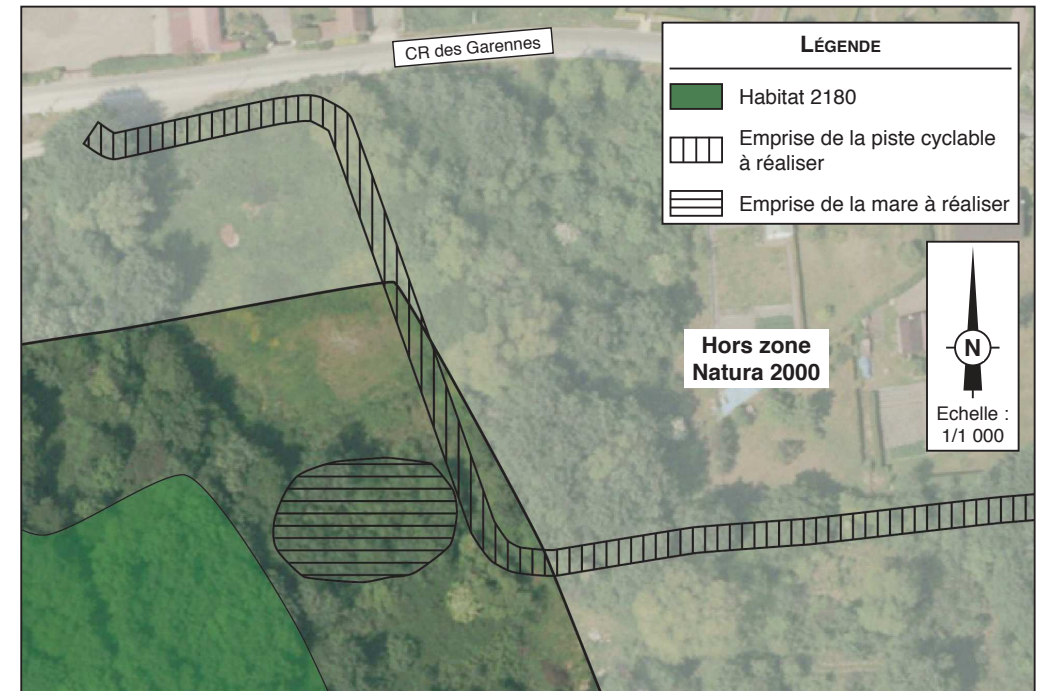 CR des Garennes
LÉGENDE
Habitat 2180
Emprise de la piste cyclable
à réaliser
Emprise de la mare à réaliser
Hors zone
Natura 2000
N
Echelle :
1/1 000